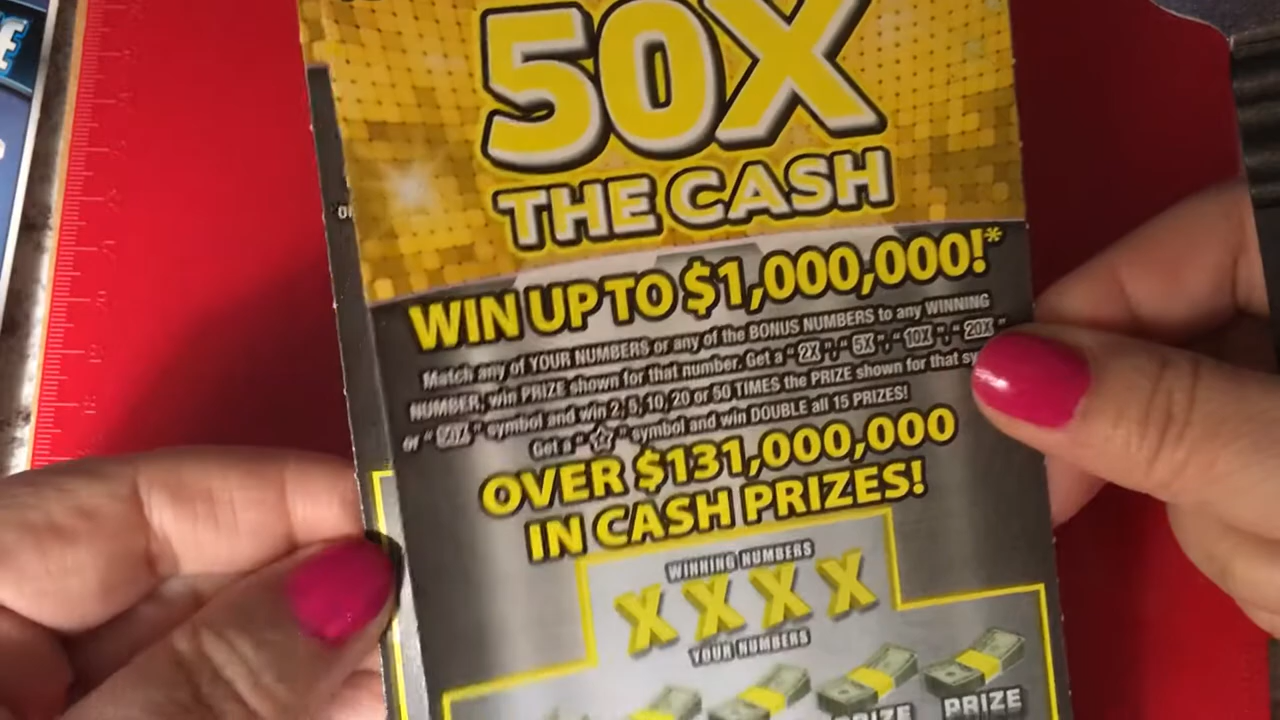 50X
THE CASH
WIN UP TO $1,000,000!*
Match any of YOUR NUMBERS or any of the BONUS NUMBERS to any WINNING
NUMBER, win PRIZE shown for that number. Get a "2X", "5X", "10X", "20X"
or "50X" symbol and win 2, 5, 10, 20 or 50 TIMES the PRIZE shown for that
Get a "☆" symbol and win DOUBLE all 15 PRIZES!
OVER $131,000,000
IN CASH PRIZES!
WINNING NUMBERS
X X X X
YOUR NUMBERS
PRIZE PRIZE